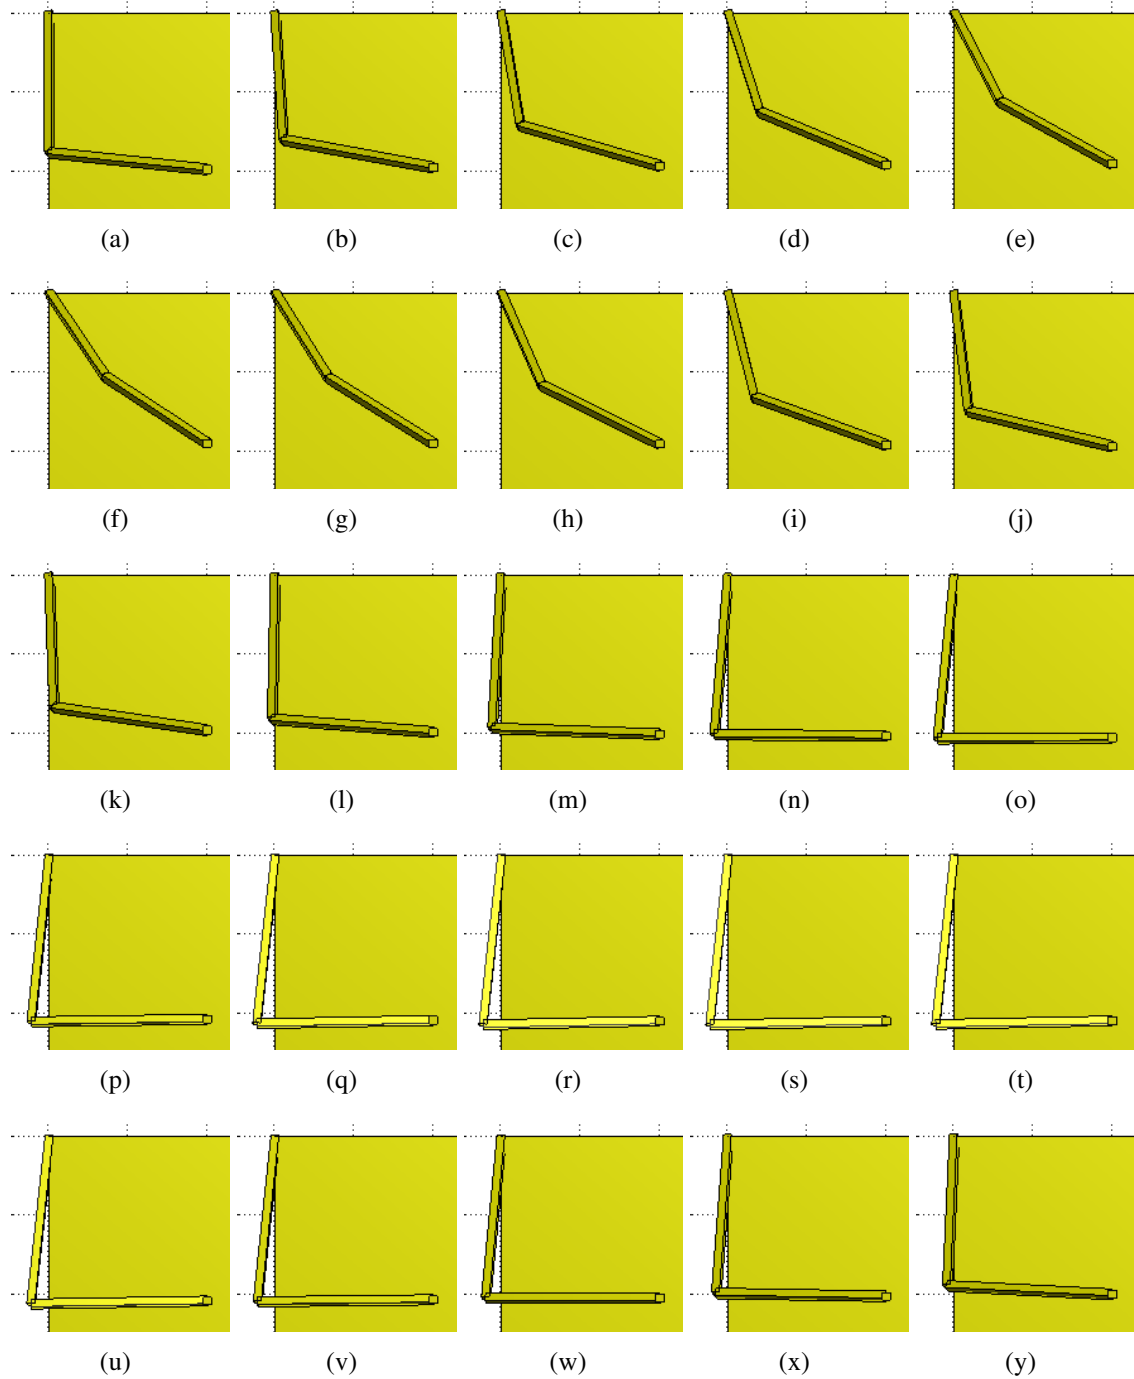 (a) (b) (c) (d) (e)
(f) (g) (h) (i) (j)
(k) (l) (m) (n) (o)
(p) (q) (r) (s) (t)
(u) (v) (w) (x) (y)